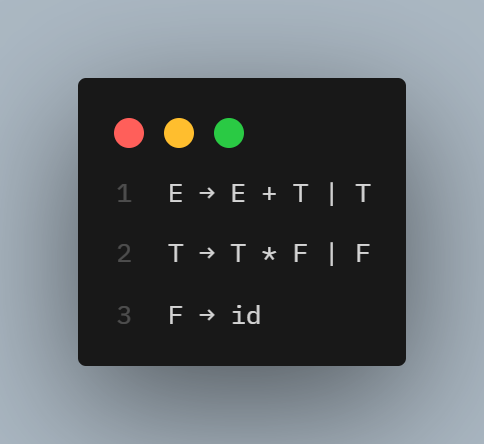 1 E → E + T | T
2 T → T * F | F
3 F → id